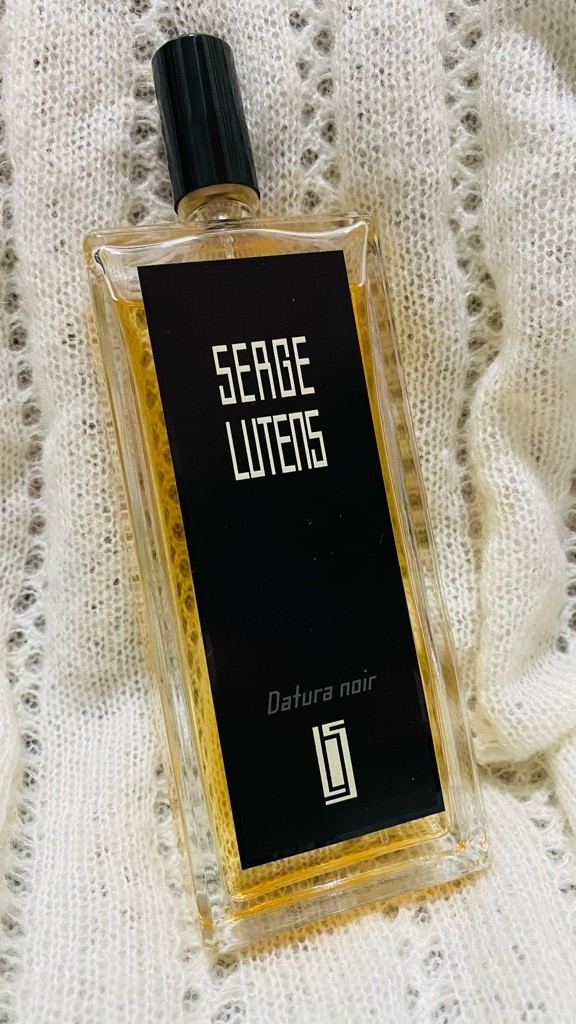 SERGE
LUTENS
Datura noir